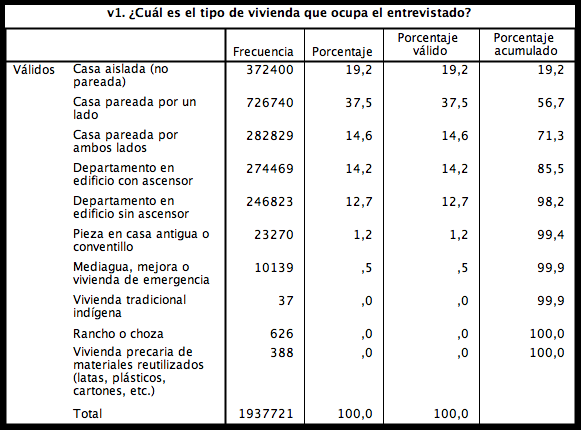 v1. ¿Cuál es el tipo de vivienda que ocupa el entrevistado?
Frecuencia Porcentaje Porcentaje válido Porcentaje acumulado
Válidos Casa aislada (no pareada) 372400 19,2 19,2 19,2
Casa pareada por un lado 726740 37,5 37,5 56,7
Casa pareada por ambos lados 282829 14,6 14,6 71,3
Departamento en edificio con ascensor 274469 14,2 14,2 85,5
Departamento en edificio sin ascensor 246823 12,7 12,7 98,2
Pieza en casa antigua o conventillo 23270 1,2 1,2 99,4
Mediagua, mejora o vivienda de emergencia 10139 ,5 ,5 99,9
Vivienda tradicional indígena 37 ,0 ,0 99,9
Rancho o choza 626 ,0 ,0 100,0
Vivienda precaria de materiales reutilizados (latas, plásticos, cartones, etc.) 388 ,0 ,0 100,0
Total 1937721 100,0 100,0